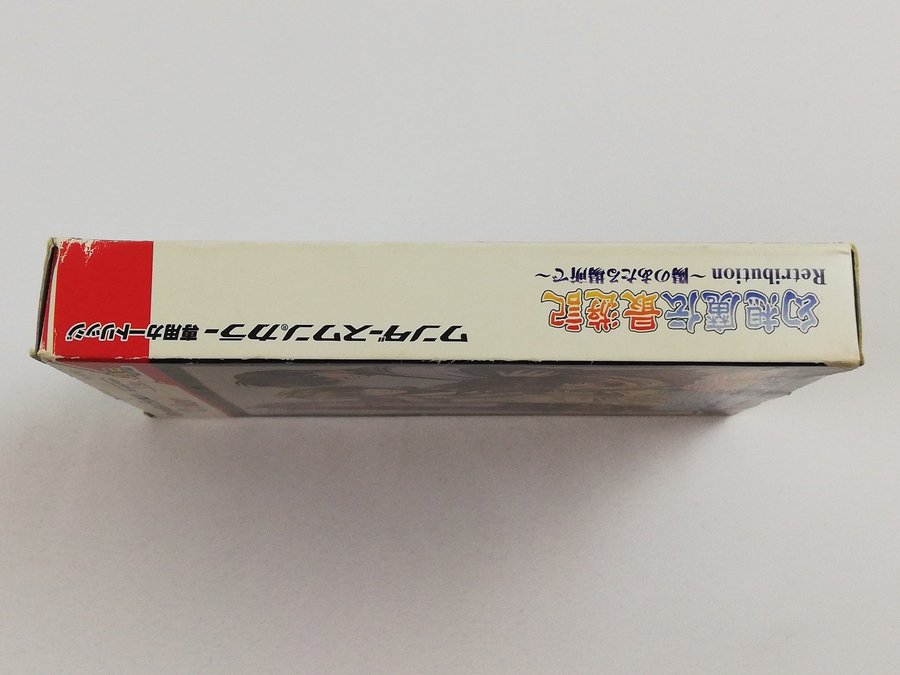 幻想魔伝 最遊記
Retribution ～陽のあたる場所で～
ワンダースワン®カラー専用カートリッジ